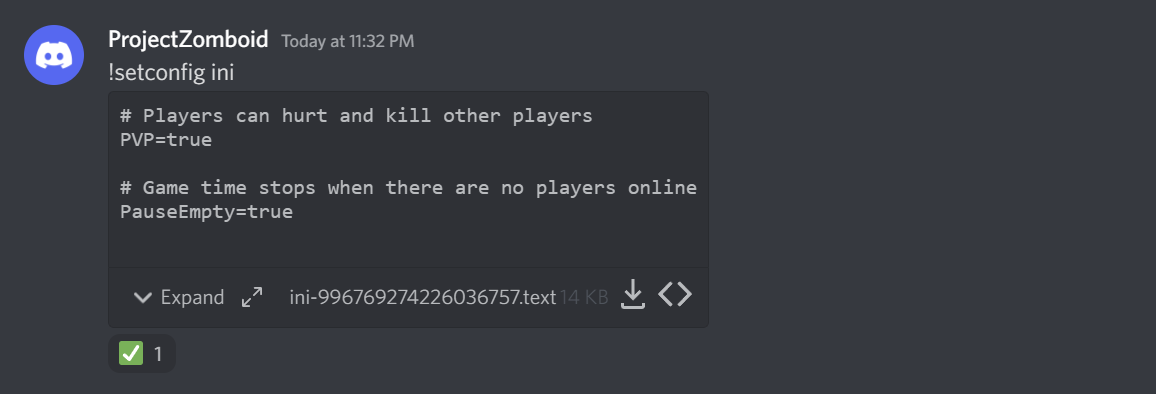 ProjectZomboid Today at 11:32 PM
!setconfig ini
# Players can hurt and kill other players
PVP=true
# Game time stops when there are no players online
PauseEmpty=true
Expand ini-996769274226036757.text 14 KB
1